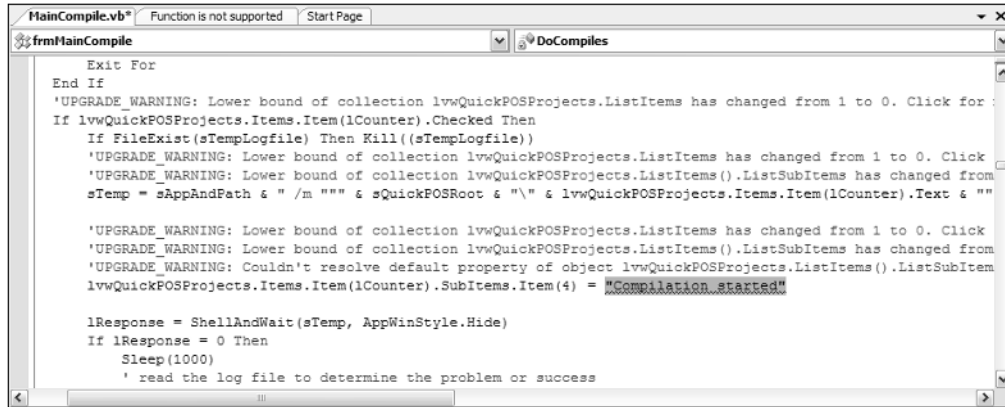 MainCompile.vb* Function is not supported Start Page
frmMainCompile DoCompiles
Exit For
End If
'UPGRADE_WARNING: Lower bound of collection lvwQuickPOSProjects.ListItems has changed from 1 to 0. Click for
If lvwQuickPOSProjects.Items.Item(lCounter).Checked Then
If FileExist(sTempLogfile) Then Kill((sTempLogfile))
'UPGRADE_WARNING: Lower bound of collection lvwQuickPOSProjects.ListItems has changed from 1 to 0. Click
'UPGRADE_WARNING: Lower bound of collection lvwQuickPOSProjects.ListItems().ListSubItems has changed from
sTemp = sAppAndPath & " /m """ & sQuickPOSRoot & "\" & lvwQuickPOSProjects.Items.Item(lCounter).Text & ""
'UPGRADE_WARNING: Lower bound of collection lvwQuickPOSProjects.ListItems has changed from 1 to 0. Click
'UPGRADE_WARNING: Lower bound of collection lvwQuickPOSProjects.ListItems().ListSubItems has changed from
'UPGRADE_WARNING: Couldn't resolve default property of object lvwQuickPOSProjects.ListItems().ListSubItem
lvwQuickPOSProjects.Items.Item(lCounter).SubItems.Item(4) = "Compilation started"
lResponse = ShellAndWait(sTemp, AppWinStyle.Hide)
If lResponse = 0 Then
Sleep(1000)
' read the log file to determine the problem or success